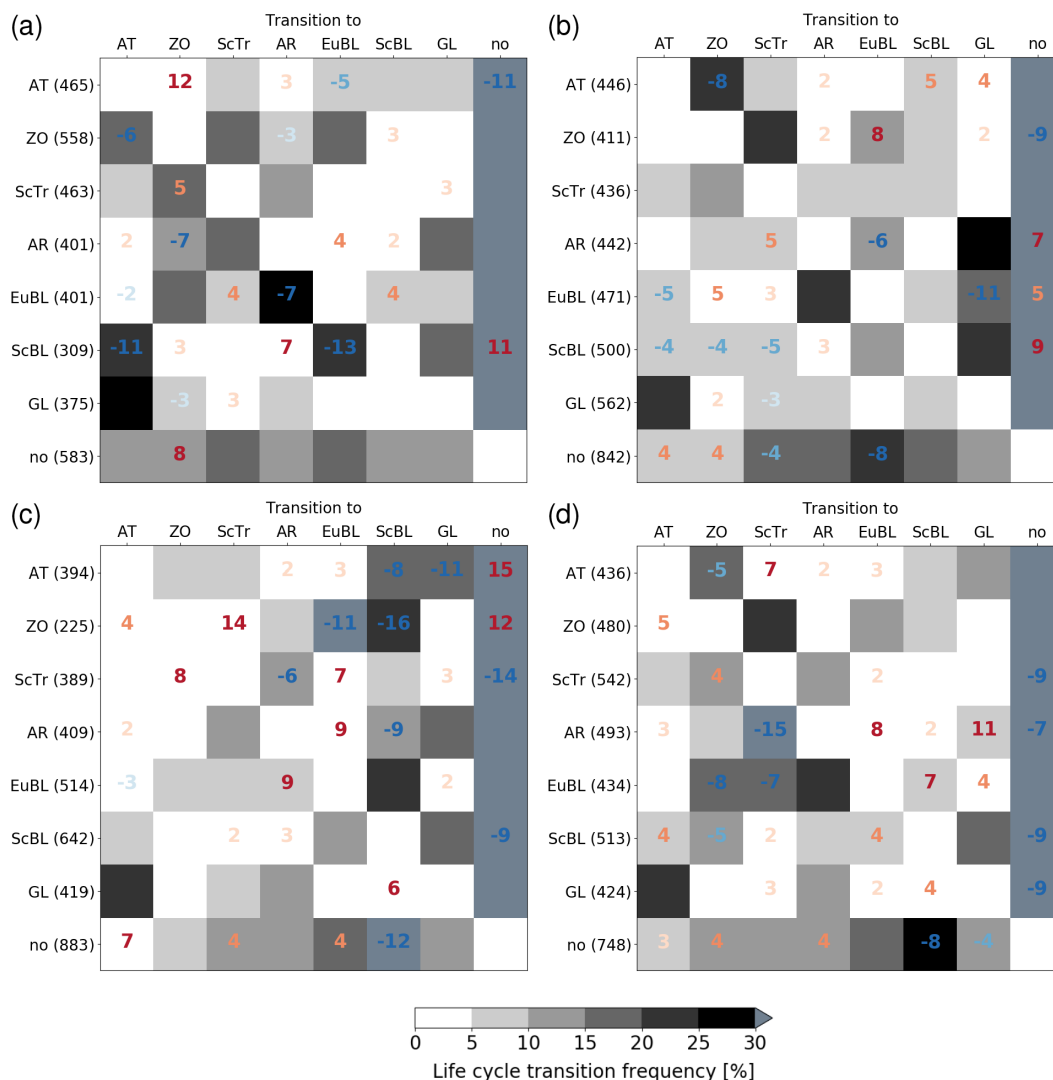 (a) Transition to
AT ZO ScTr AR EuBL ScBL GL no
AT (465) 12 3 -5 -11
ZO (558) -6 -3 3
ScTr (463) 5 3
AR (401) 2 -7 4 2
EuBL (401) -2 4 -7 4
ScBL (309) -11 3 7 -13 11
GL (375) -3 3
no (583) 8
(b) Transition to
AT ZO ScTr AR EuBL ScBL GL no
AT (446) -8 2 5 4
ZO (411) 2 8 2 -9
ScTr (436)
AR (442) 5 -6 7
EuBL (471) -5 5 3 -11 5
ScBL (500) -4 -4 -5 3 9
GL (562) 2 -3
no (842) 4 4 -4 -8
(c) Transition to
AT ZO ScTr AR EuBL ScBL GL no
AT (394) 2 3 -8 -11 15
ZO (225) 4 14 -11 -16 12
ScTr (389) 8 -6 7 3 -14
AR (409) 2 9 -9
EuBL (514) -3 9 2
ScBL (642) 2 3 -9
GL (419) 6
no (883) 7 4 4 -12
(d) Transition to
AT ZO ScTr AR EuBL ScBL GL no
AT (436) -5 7 2 3
ZO (480) 5
ScTr (542) 4 2 -9
AR (493) 3 -15 8 2 11 -7
EuBL (434) -8 -7 7 4
ScBL (513) 4 -5 2 4 -9
GL (424) 3 2 4 -9
no (748) 3 4 4 -8 -4
0 5 10 15 20 25 30
Life cycle transition frequency [%]